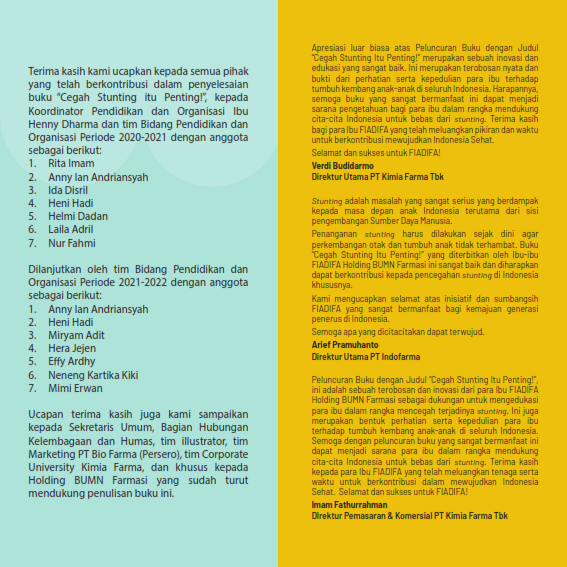 Terima kasih kami ucapkan kepada semua pihak
yang telah berkontribusi dalam penyelesaian
buku “Cegah Stunting itu Penting!”, kepada
Koordinator Pendidikan dan Organisasi Ibu
Henny Dharma dan tim Bidang Pendidikan dan
Organisasi Periode 2020-2021 dengan anggota
sebagai berikut:
1. Rita Imam
2. Anny Ian Andriansyah
3. Ida Disril
4. Heni Hadi
5. Helmi Dadan
6. Laila Adril
7. Nur Fahmi
Dilanjutkan oleh tim Bidang Pendidikan dan
Organisasi Periode 2021-2022 dengan anggota
sebagai berikut:
1. Anny Ian Andriansyah
2. Heni Hadi
3. Miryam Adit
4. Hera Jejen
5. Effy Ardhy
6. Neneng Kartika Kiki
7. Mimi Erwan
Ucapan terima kasih juga kami sampaikan
kepada Sekretaris Umum, Bagian Hubungan
Kelembagaan dan Humas, tim illustrator, tim
Marketing PT Bio Farma (Persero), tim Corporate
University Kimia Farma, dan khusus kepada
Holding BUMN Farmasi yang sudah turut
mendukung penulisan buku ini.
Apresiasi luar biasa atas Peluncuran Buku dengan Judul
“Cegah Stunting Itu Penting!” merupakan sebuah inovasi dan
edukasi yang sangat baik. Ini merupakan terobosan nyata dan
bukti dari perhatian serta kepedulian para ibu terhadap
tumbuh kembang anak-anak di seluruh Indonesia. Harapannya,
semoga buku yang sangat bermanfaat ini dapat menjadi
sarana pengetahuan bagi para ibu dalam rangka mendukung
cita-cita Indonesia untuk bebas dari stunting. Terima kasih
bagi para Ibu FIADIFA yang telah meluangkan pikiran dan waktu
untuk berkontribusi mewujudkan Indonesia Sehat.
Selamat dan sukses untuk FIADIFA!
Verdi Budidarmo
Direktur Utama PT Kimia Farma Tbk
Stunting adalah masalah yang sangat serius yang berdampak
kepada masa depan anak Indonesia terutama dari sisi
pengembangan Sumber Daya Manusia.
Penanganan stunting harus dilakukan sejak dini agar
perkembangan otak dan tumbuh anak tidak terhambat. Buku
“Cegah Stunting Itu Penting!” yang diterbitkan oleh Ibu-ibu
FIADIFA Holding BUMN Farmasi ini sangat baik dan diharapkan
dapat berkontribusi kepada pencegahan stunting di Indonesia
khususnya.
Kami mengucapkan selamat atas inisiatif dan sumbangsih
FIADIFA yang sangat bermanfaat bagi kemajuan generasi
penerus di Indonesia.
Semoga apa yang dicitacitakan dapat terwujud.
Arief Pramuhanto
Direktur Utama PT Indofarma
Peluncuran Buku dengan Judul “Cegah Stunting Itu Penting!”,
ini adalah sebuah terobosan dan inovasi dari para Ibu FIADIFA
Holding BUMN Farmasi sebagai dukungan untuk mengedukasi
para ibu dalam rangka mencegah terjadinya stunting. Ini juga
merupakan bentuk perhatian serta kepedulian para ibu
terhadap tumbuh kembang anak-anak di seluruh Indonesia.
Semoga dengan peluncuran buku yang sangat bermanfaat ini
dapat menjadi sarana para ibu dalam rangka mendukung
cita-cita Indonesia untuk bebas dari stunting. Terima kasih
kepada para Ibu FIADIFA yang telah meluangkan tenaga serta
waktu untuk berkontribusi dalam mewujudkan Indonesia
Sehat. Selamat dan sukses untuk FIADIFA!
Imam Fathurrahman
DIrektur Pemasaran & Komersial PT Kimia Farma Tbk